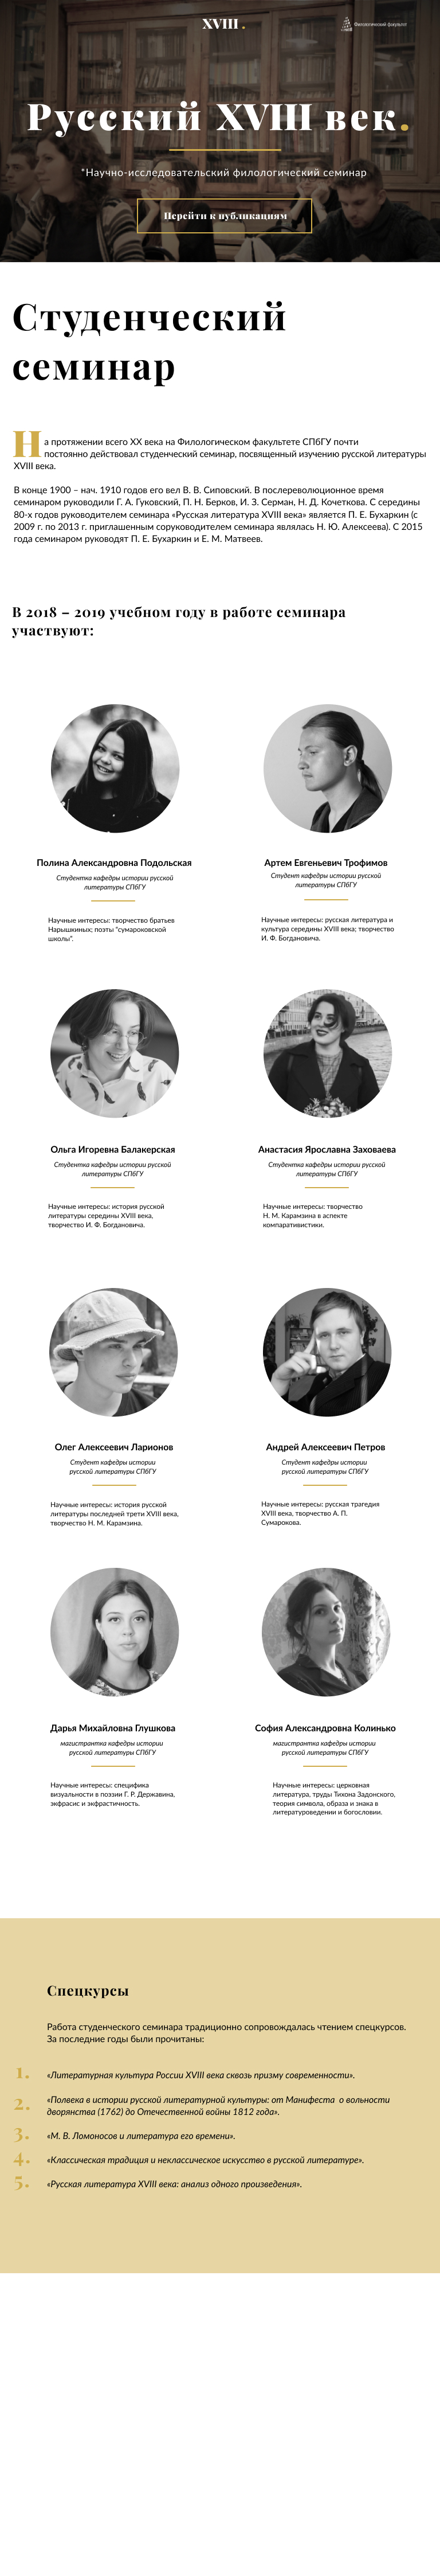 XVIII .
Филологический факультет
Русский XVIII век.
*Научно-исследовательский филологический семинар
Перейти к публикациям
Студенческий
семинар
На протяжении всего XX века на Филологическом факультете СПбГУ почти
постоянно действовал студенческий семинар, посвященный изучению русской литературы
XVIII века.
В конце 1900 – нач. 1910 годов его вел В. В. Сиповский. В послереволюционное время
семинаром руководили Г. А. Гуковский, П. Н. Берков, И. З. Серман, Н. Д. Кочеткова. С середины
80-х годов руководителем семинара «Русская литература XVIII века» является П. Е. Бухаркин (с
2009 г. по 2013 г. приглашенным соруководителем семинара являлась Н. Ю. Алексеева). С 2015
года семинаром руководят П. Е. Бухаркин и Е. М. Матвеев.
В 2018 – 2019 учебном году в работе семинара
участвуют:
Полина Александровна Подольская
Студентка кафедры истории русской
литературы СПбГУ
Научные интересы: творчество братьев
Нарышкиных; поэты "сумароковской
школы".
Артем Евгеньевич Трофимов
Студент кафедры истории русской
литературы СПбГУ
Научные интересы: русская литература и
культура середины XVIII века; творчество
И. Ф. Богдановича.
Ольга Игоревна Балакерская
Студентка кафедры истории русской
литературы СПбГУ
Научные интересы: история русской
литературы середины XVIII века,
творчество И. Ф. Богдановича.
Анастасия Ярославна Заховаева
Студентка кафедры истории русской
литературы СПбГУ
Научные интересы: творчество
Н. М. Карамзина в аспекте
компаративистики.
Олег Алексеевич Ларионов
Студент кафедры истории
русской литературы СПбГУ
Научные интересы: история русской
литературы последней трети XVIII века,
творчество Н. М. Карамзина.
Андрей Алексеевич Петров
Студент кафедры истории
русской литературы СПбГУ
Научные интересы: русская трагедия
XVIII века, творчество А. П.
Сумарокова.
Дарья Михайловна Глушкова
магистрантка кафедры истории
русской литературы СПбГУ
Научные интересы: специфика
визуальности в поэзии Г. Р. Державина,
экфрасис и экфрастичность.
София Александровна Колинько
магистрантка кафедры истории
русской литературы СПбГУ
Научные интересы: церковная
литература, труды Тихона Задонского,
теория символа, образа и знака в
литературоведении и богословии.
Спецкурсы
Работа студенческого семинара традиционно сопровождалась чтением спецкурсов.
За последние годы были прочитаны:
1. «Литературная культура России XVIII века сквозь призму современности».
2. «Полвека в истории русской литературной культуры: от Манифеста о вольности
дворянства (1762) до Отечественной войны 1812 года».
3. «М. В. Ломоносов и литература его времени».
4. «Классическая традиция и неклассическое искусство в русской литературе».
5. «Русская литература XVIII века: анализ одного произведения».